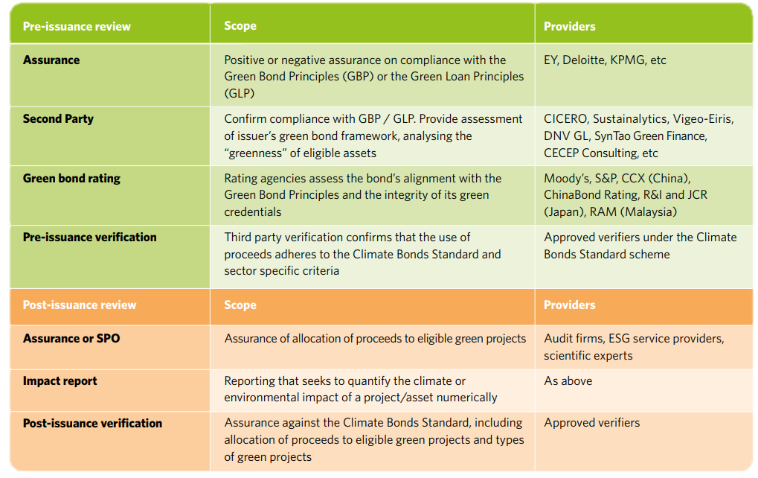 Pre-issuance review
Scope
Providers
Assurance
Positive or negative assurance on compliance with the
Green Bond Principles (GBP) or the Green Loan Principles
(GLP)
EY, Deloitte, KPMG, etc
Second Party
Confirm compliance with GBP / GLP. Provide assessment
of issuer's green bond framework, analysing the
“greenness” of eligible assets
CICERO, Sustainalytics, Vigeo-Eiris,
DNV GL, SynTao Green Finance,
CECEP Consulting, etc
Green bond rating
Rating agencies assess the bond's alignment with the
Green Bond Principles and the integrity of its green
credentials
Moody's, S&P, CCX (China),
ChinaBond Rating, R&I and JCR
(Japan), RAM (Malaysia)
Pre-issuance verification
Third party verification confirms that the use of
proceeds adheres to the Climate Bonds Standard and
sector specific criteria
Approved verifiers under the Climate
Bonds Standard scheme
Post-issuance review
Scope
Providers
Assurance or SPO
Assurance of allocation of proceeds to eligible green projects
Audit firms, ESG service providers,
scientific experts
Impact report
Reporting that seeks to quantify the climate or
environmental impact of a project/asset numerically
As above
Post-issuance verification
Assurance against the Climate Bonds Standard, including
allocation of proceeds to eligible green projects and types
of green projects
Approved verifiers